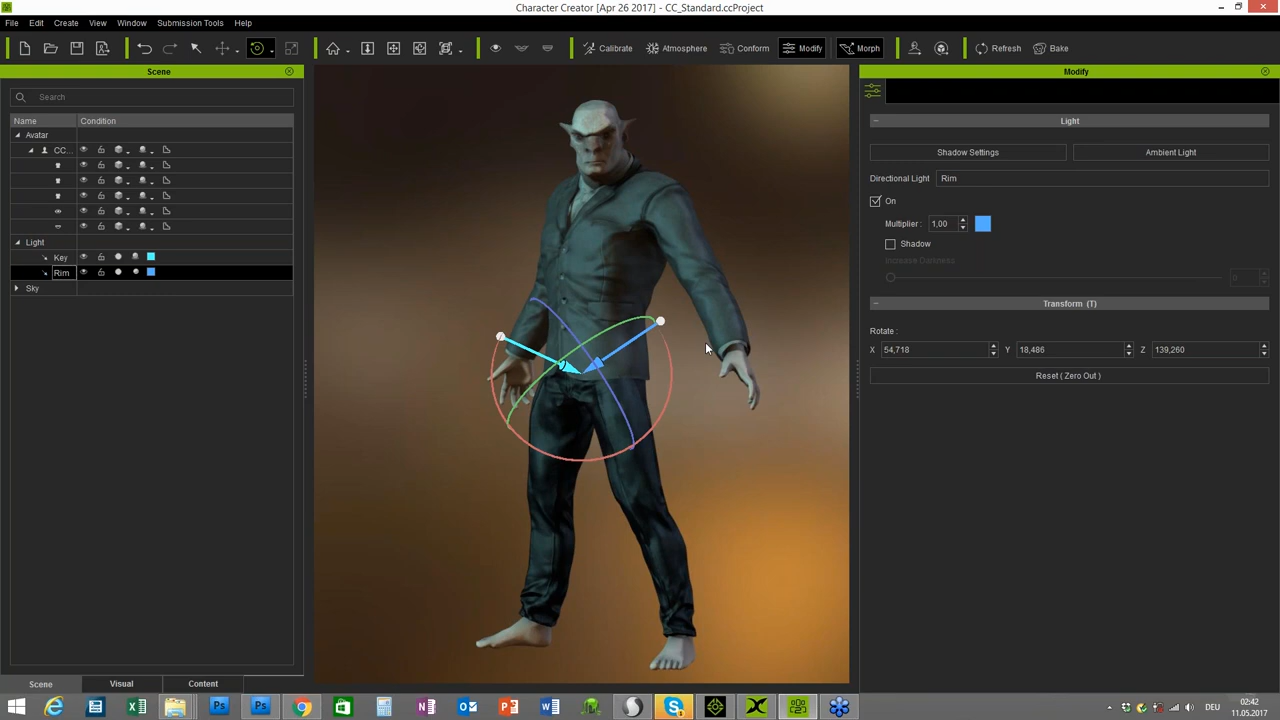 Character Creator [Apr 26 2017] - CC_Standard.ccProject
File Edit Create View Window Submission Tools Help
Calibrate Atmosphere Conform Modify Morph Refresh Bake
Scene
Search
Name Condition
Avatar
CC...
Light
Key
Rim
Sky
Scene Visual Content
Modify
Light
Shadow Settings Ambient Light
Directional Light Rim
On
Multiplier : 1,00
Shadow
Increase Darkness
0
Transform (T)
Rotate :
X 54,718 Y 18,486 Z 139,260
Reset ( Zero Out )
DEU
02:42
11.05.2017